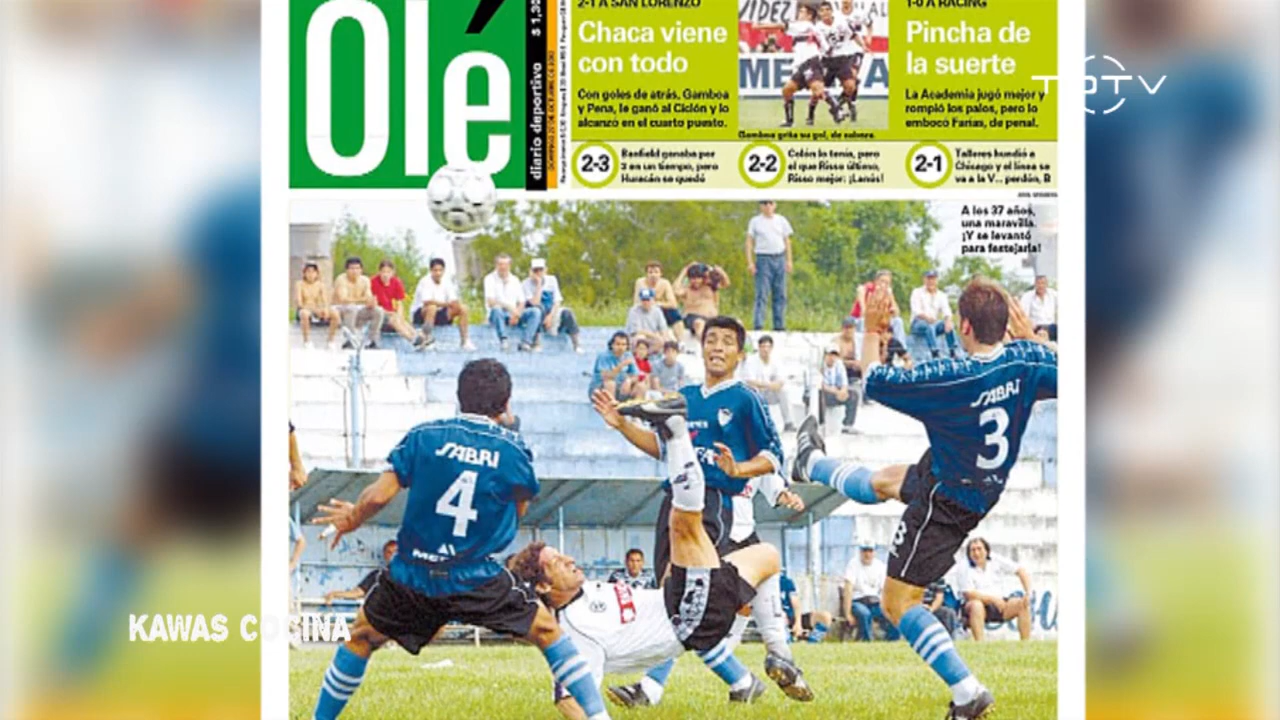 Olé
$ 1,30
diario deportivo
2-1 A SAN LORENZO
Chaca viene
con todo
Con goles de atrás, Gamboa
y Pena, le ganó al Ciclón y lo
alcanzó en el cuarto puesto.
Gamboa grita su gol, de cabeza.
1-0 A RACING
Pincha de
la suerte
La Academia jugó mejor y
rompió los palos, pero lo
embocó Farías, de penal.
2-3
Banfield ganaba por
2 en un tiempo, pero
Huracán se quedó
2-2
Colón lo tenía, pero
el que Risso último,
Risso mejor: ¡Lanús!
2-1
Talleres hundió a
Chicago y el línea se
va a la V... perdón, B
A los 37 años,
una maravilla.
¡Y se levantó
para festejarla!
SABRI
4
SABRI
3
KAWAS COCINA